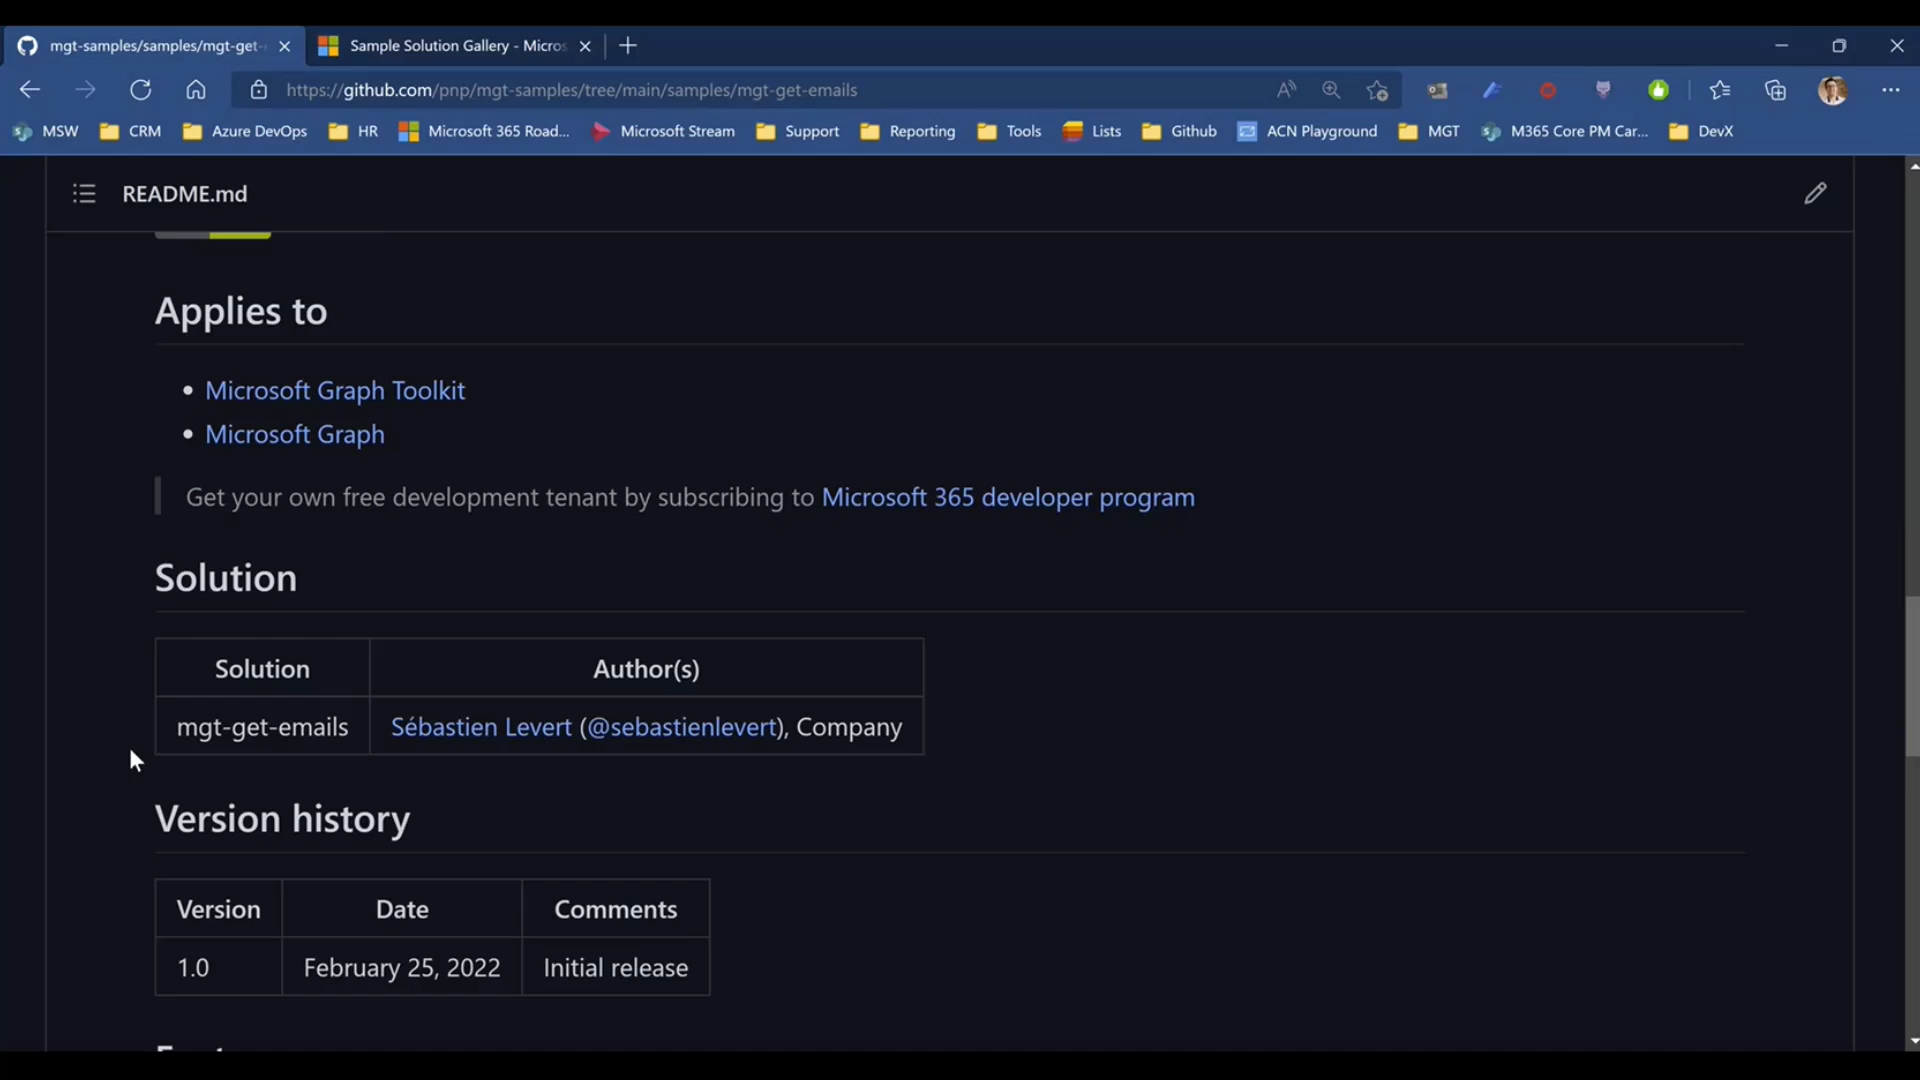 mgt-samples/samples/mgt-get-
Sample Solution Gallery - Micros
https://github.com/pnp/mgt-samples/tree/main/samples/mgt-get-emails
MSW
CRM
Azure DevOps
HR
Microsoft 365 Road...
Microsoft Stream
Support
Reporting
Tools
Lists
Github
ACN Playground
MGT
M365 Core PM Car...
DevX
README.md
Applies to
• Microsoft Graph Toolkit
• Microsoft Graph
Get your own free development tenant by subscribing to Microsoft 365 developer program
Solution
Solution Author(s)
mgt-get-emails Sébastien Levert (@sebastienlevert), Company
Version history
Version Date Comments
1.0 February 25, 2022 Initial release